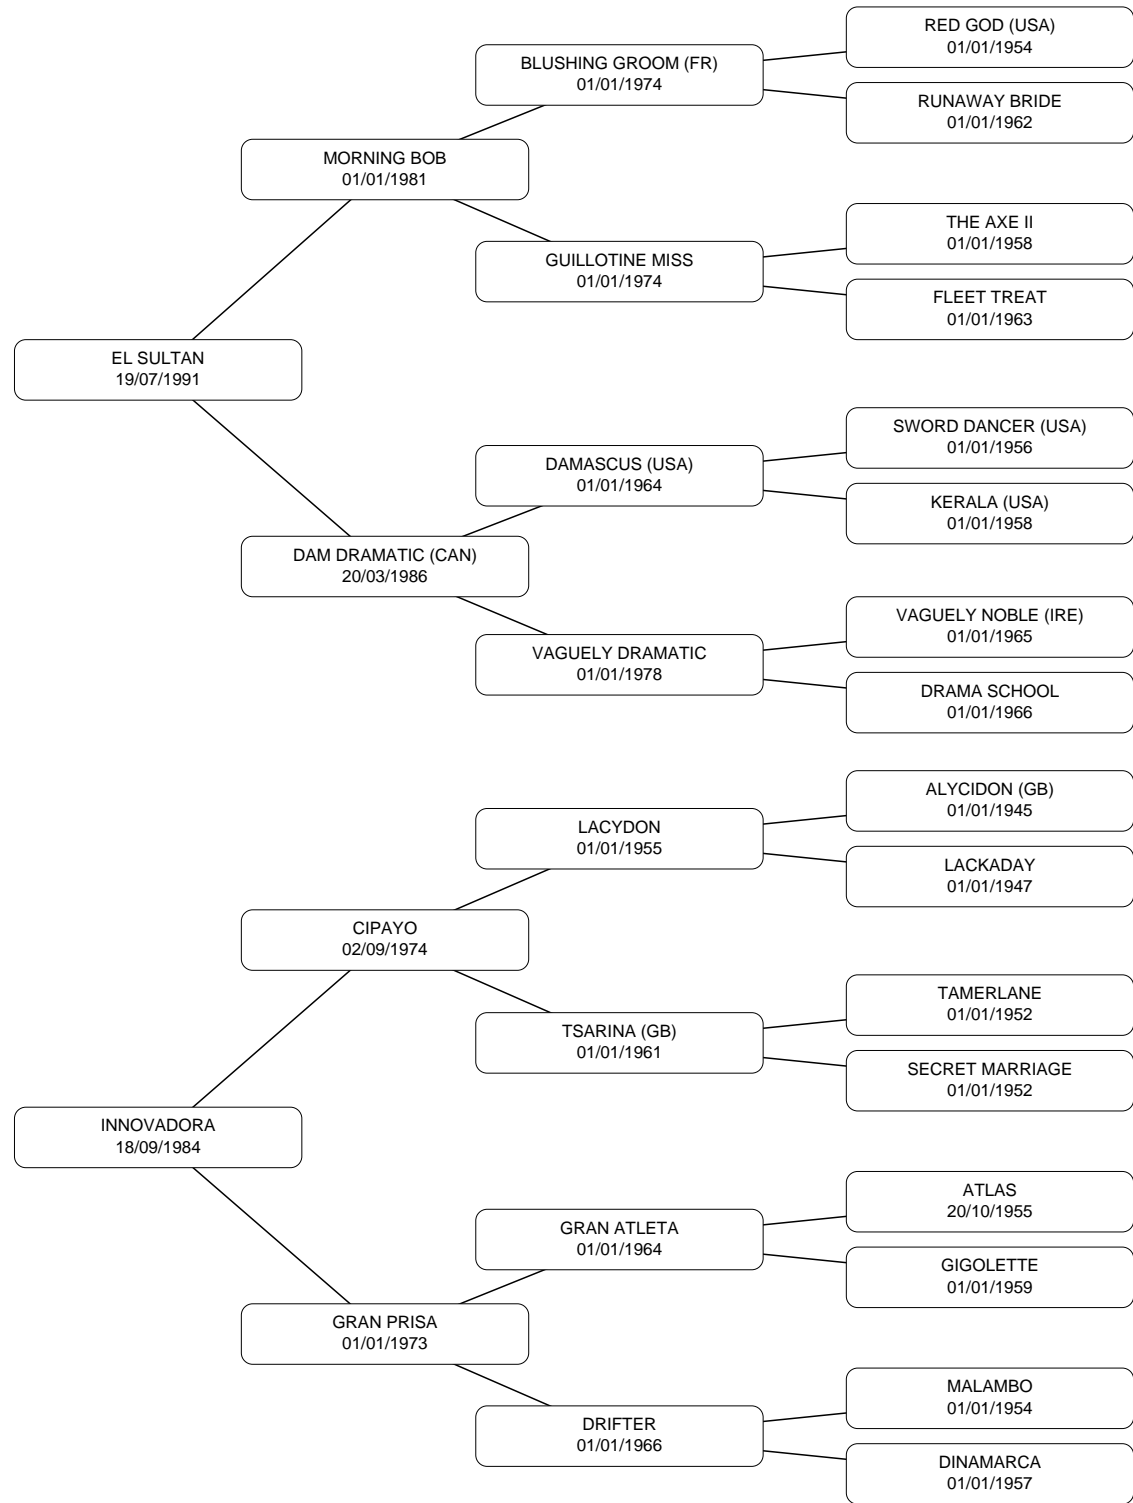 RED GOD (USA)
01/01/1954
BLUSHING GROOM (FR)
01/01/1974
RUNAWAY BRIDE
01/01/1962
MORNING BOB
01/01/1981
THE AXE II
01/01/1958
GUILLOTINE MISS
01/01/1974
FLEET TREAT
01/01/1963
EL SULTAN
19/07/1991
SWORD DANCER (USA)
01/01/1956
DAMASCUS (USA)
01/01/1964
KERALA (USA)
01/01/1958
DAM DRAMATIC (CAN)
20/03/1986
VAGUELY NOBLE (IRE)
01/01/1965
VAGUELY DRAMATIC
01/01/1978
DRAMA SCHOOL
01/01/1966
ALYCIDON (GB)
01/01/1945
LACYDON
01/01/1955
LACKADAY
01/01/1947
CIPAYO
02/09/1974
TAMERLANE
01/01/1952
TSARINA (GB)
01/01/1961
SECRET MARRIAGE
01/01/1952
INNOVADORA
18/09/1984
ATLAS
20/10/1955
GRAN ATLETA
01/01/1964
GIGOLETTE
01/01/1959
GRAN PRISA
01/01/1973
MALAMBO
01/01/1954
DRIFTER
01/01/1966
DINAMARCA
01/01/1957